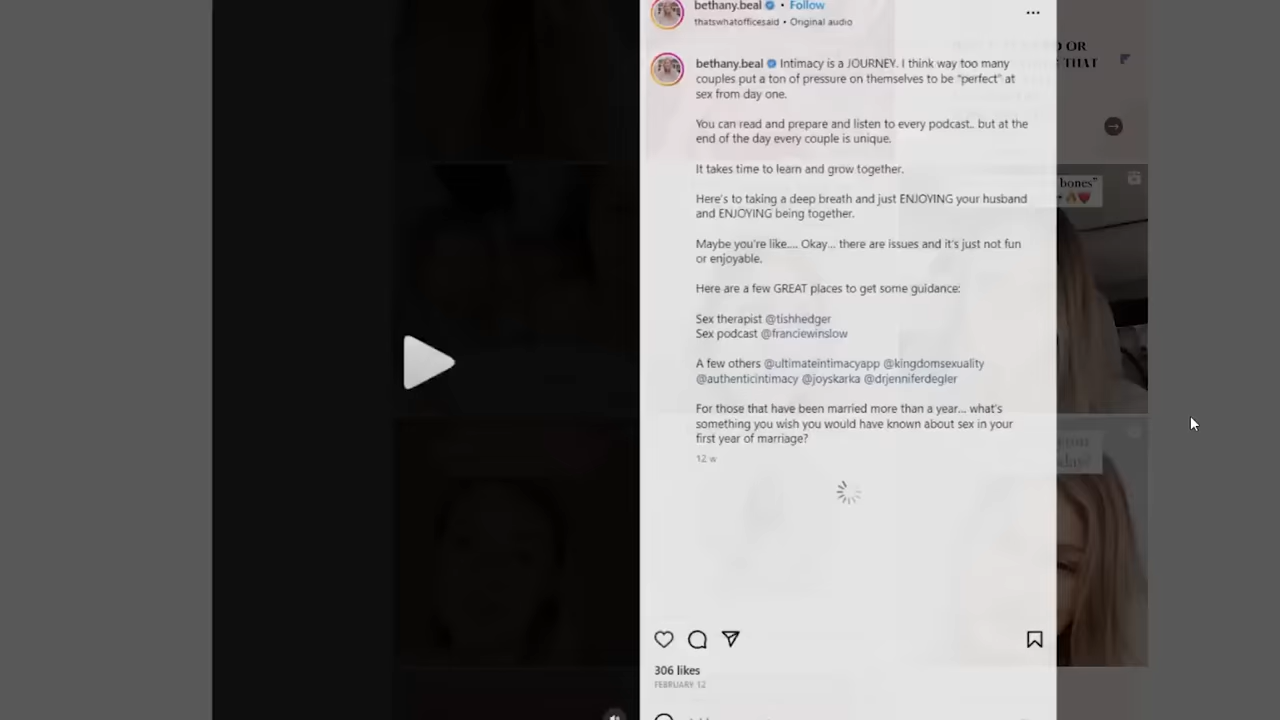 bethany.beal • Follow
thatswhatofficesaid • Original audio
bethany.beal Intimacy is a JOURNEY. I think way too many
couples put a ton of pressure on themselves to be “perfect” at
sex from day one.
You can read and prepare and listen to every podcast.. but at the
end of the day every couple is unique.
It takes time to learn and grow together.
Here's to taking a deep breath and just ENJOYING your husband
and ENJOYING being together.
Maybe you're like.... Okay... there are issues and it's just not fun
or enjoyable.
Here are a few GREAT places to get some guidance:
Sex therapist @tishhedger
Sex podcast @franciewinslow
A few others @ultimateintimacyapp @kingdomsexuality
@authenticintimacy @joyskarka @drjenniferdegler
For those that have been married more than a year... what's
something you wish you would have known about sex in your
first year of marriage?
12 w
306 likes
FEBRUARY 12
OR
THAT
bones”